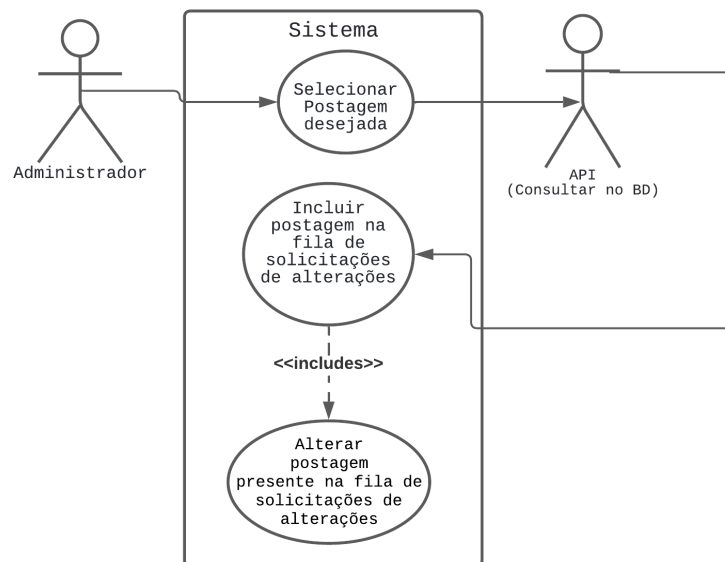 Sistema
Selecionar
Postagem
desejada
Administrador
API
(Consultar no BD)
Incluir
postagem na
fila de
solicitações
de alterações
<<includes>>
Alterar
postagem
presente na fila de
solicitações de
alterações